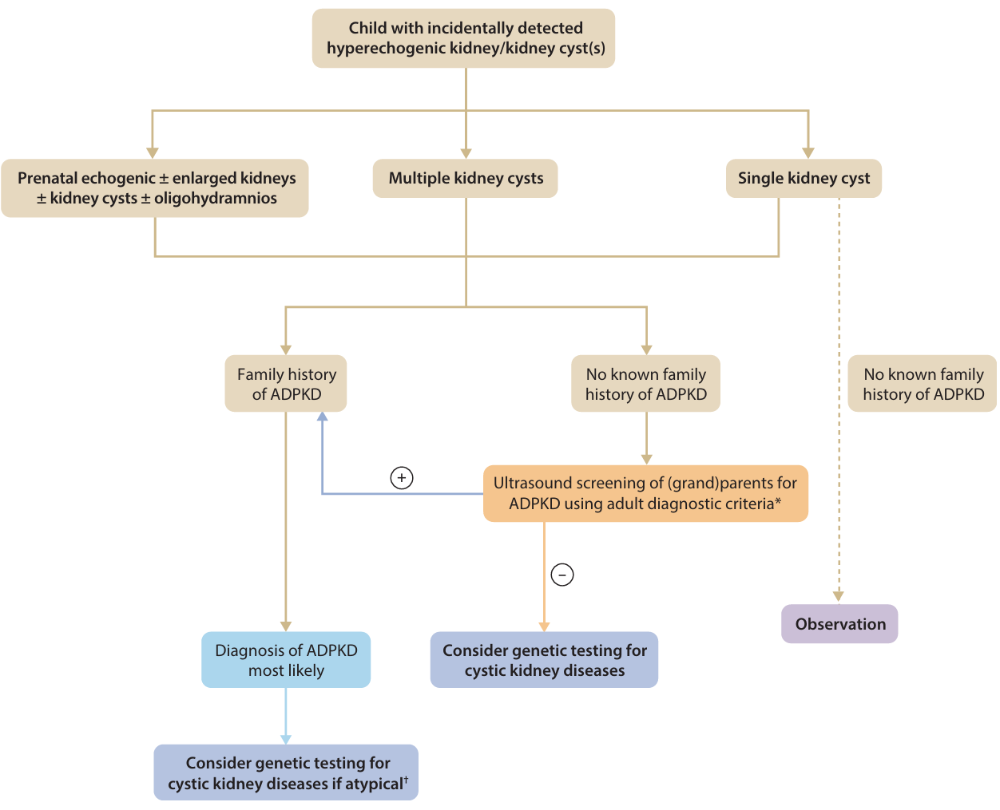 Child with incidentally detected
hyperechogenic kidney/kidney cyst(s)
Prenatal echogenic ± enlarged kidneys
± kidney cysts ± oligohydramnios
Multiple kidney cysts
Single kidney cyst
Family history
of ADPKD
No known family
history of ADPKD
No known family
history of ADPKD
+
Ultrasound screening of (grand)parents for
ADPKD using adult diagnostic criteria*
–
Observation
Diagnosis of ADPKD
most likely
Consider genetic testing for
cystic kidney diseases
Consider genetic testing for
cystic kidney diseases if atypical†